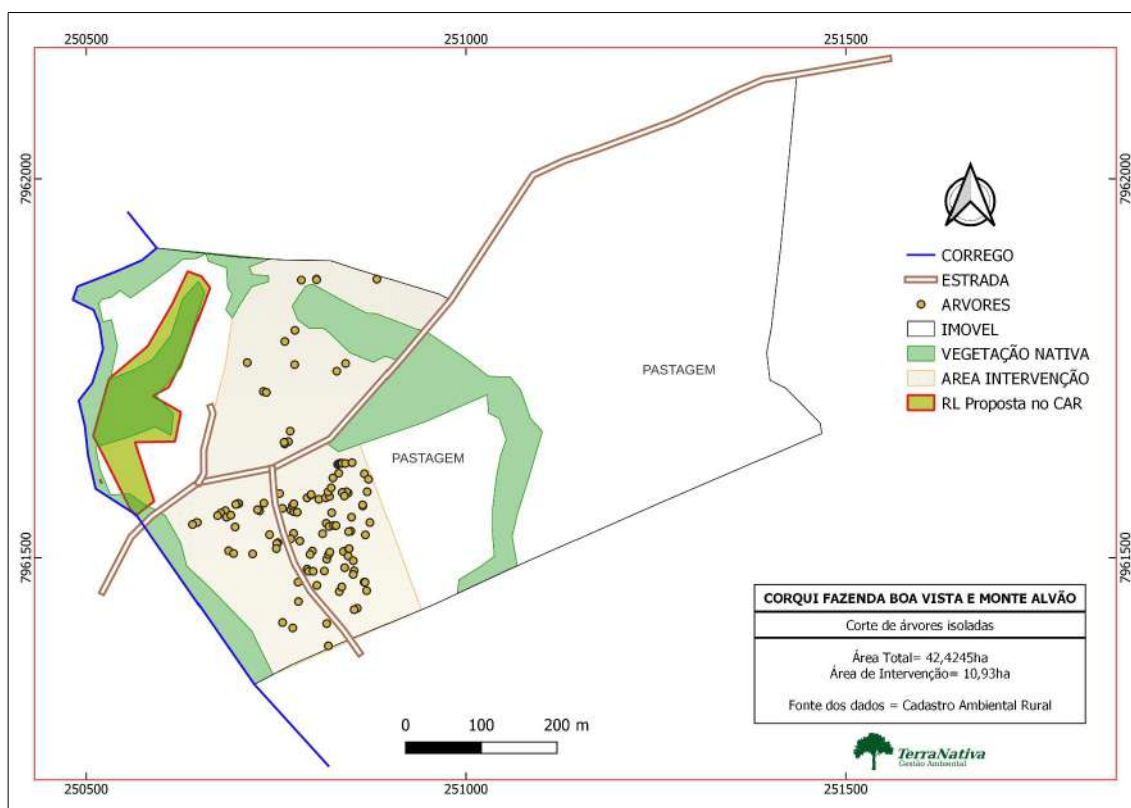 250500
251000
251500
7962000
7962000
CORREGO
ESTRADA
ARVORES
IMOVEL
VEGETAÇÃO NATIVA
AREA INTERVENÇÃO
RL Proposta no CAR
PASTAGEM
PASTAGEM
7961500
7961500
CORQUI FAZENDA BOA VISTA E MONTE ALVÃO
Corte de árvores isoladas
Área Total= 42,4245ha
Área de Intervenção= 10,93ha
Fonte dos dados = Cadastro Ambiental Rural
0 100 200 m
TerraNativa
Gestão Ambiental
250500
251000
251500